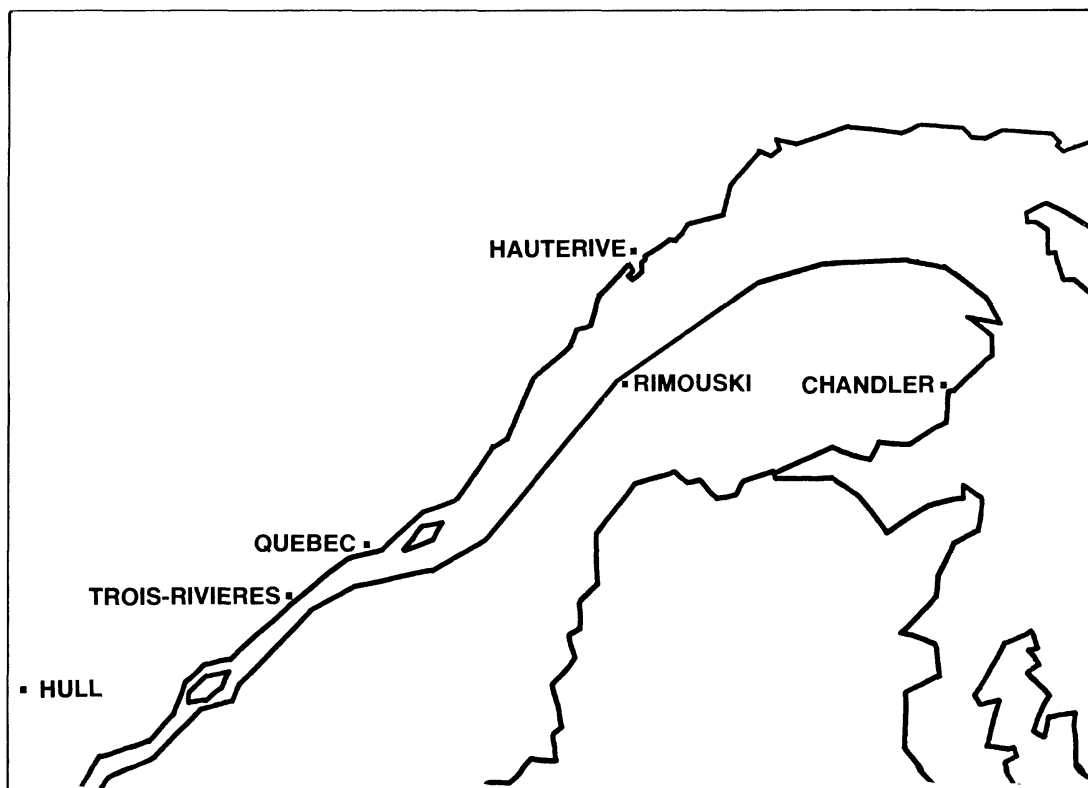 HAUTERIVE
RIMOUSKI
CHANDLER
QUEBEC
TROIS-RIVIERES
HULL